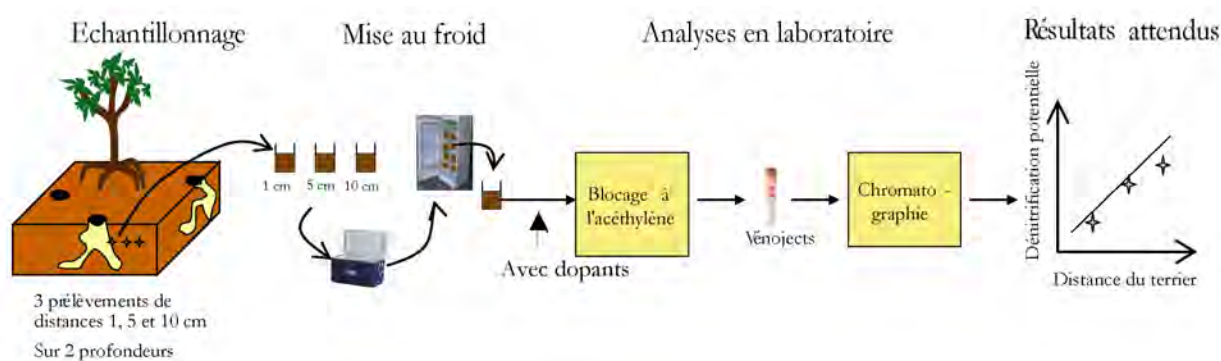 Echantillonnage
Mise au froid
Analyses en laboratoire
Résultats attendus
1 cm
5 cm
10 cm
3 prélèvements de
distances 1, 5 et 10 cm
Sur 2 profondeurs
Avec dopants
Blocage à
l'acéthylène
Vénojects
Chromato -
graphie
Dénitrification potentielle
Distance du terrier